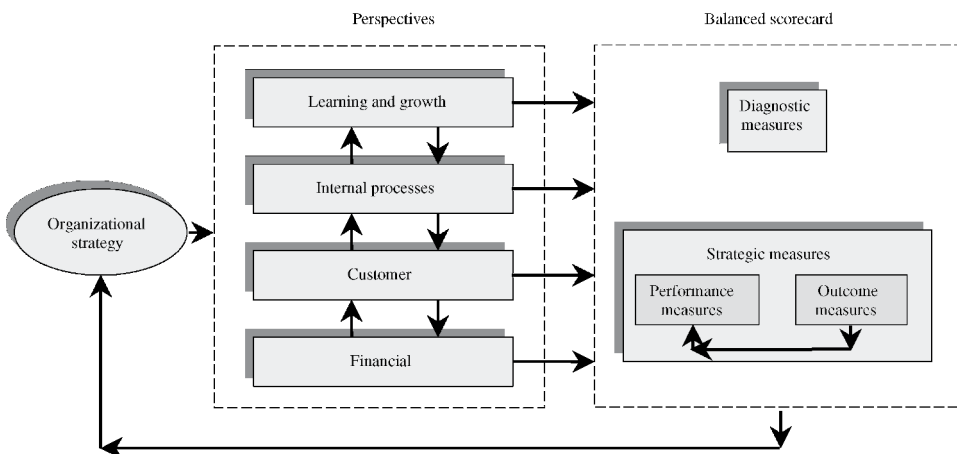 Perspectives
Balanced scorecard
Learning and growth
Diagnostic
measures
Internal processes
Organizational
strategy
Strategic measures
Customer
Performance
measures
Outcome
measures
Financial